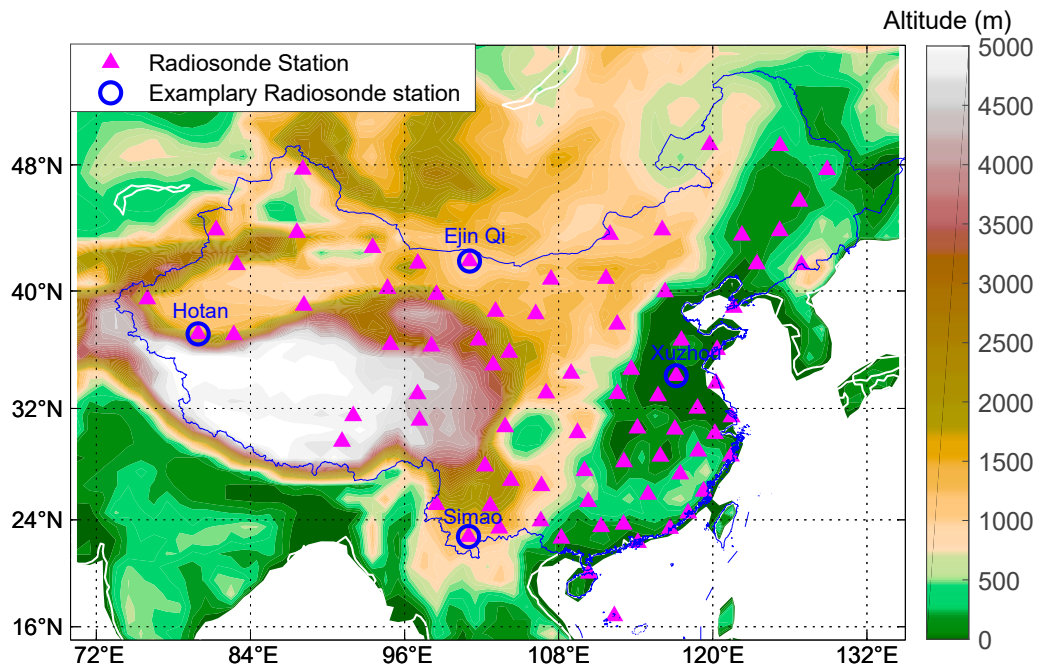 Altitude (m)
Radiosonde Station
Examplary Radiosonde station
5000
4500
4000
3500
3000
2500
2000
1500
1000
500
0
48°N
40°N
32°N
24°N
16°N
Ejin Qi
Hotan
Xuzhou
Simao
72°E
84°E
96°E
108°E
120°E
132°E